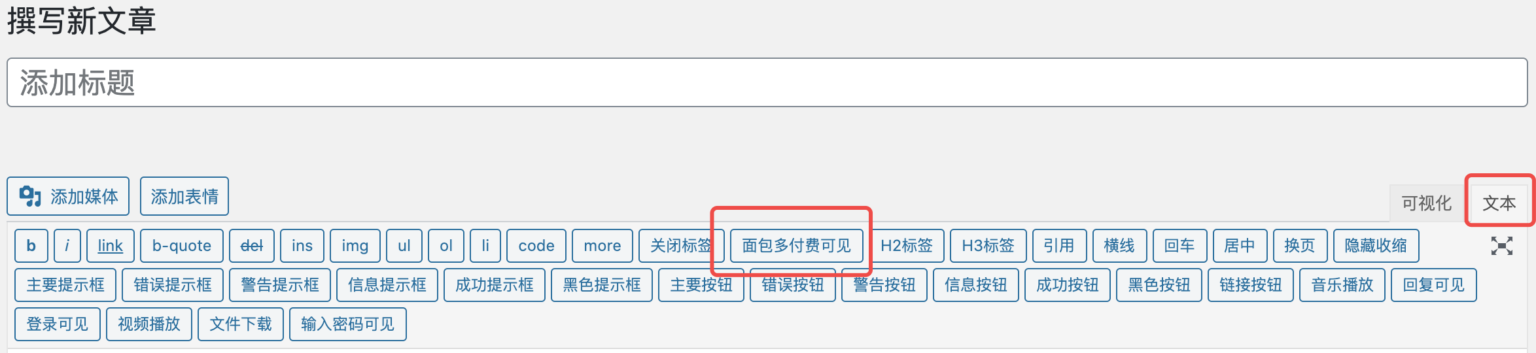 撰写新文章
添加标题
添加媒体 添加表情 可视化 文本
b i link b-quote del ins img ul ol li code more 关闭标签 面包多付费可见 H2标签 H3标签 引用 横线 回车 居中 换页 隐藏收缩
主要提示框 错误提示框 警告提示框 信息提示框 成功提示框 黑色提示框 主要按钮 错误按钮 警告按钮 信息按钮 成功按钮 黑色按钮 链接按钮 音乐播放 回复可见
登录可见 视频播放 文件下载 输入密码可见